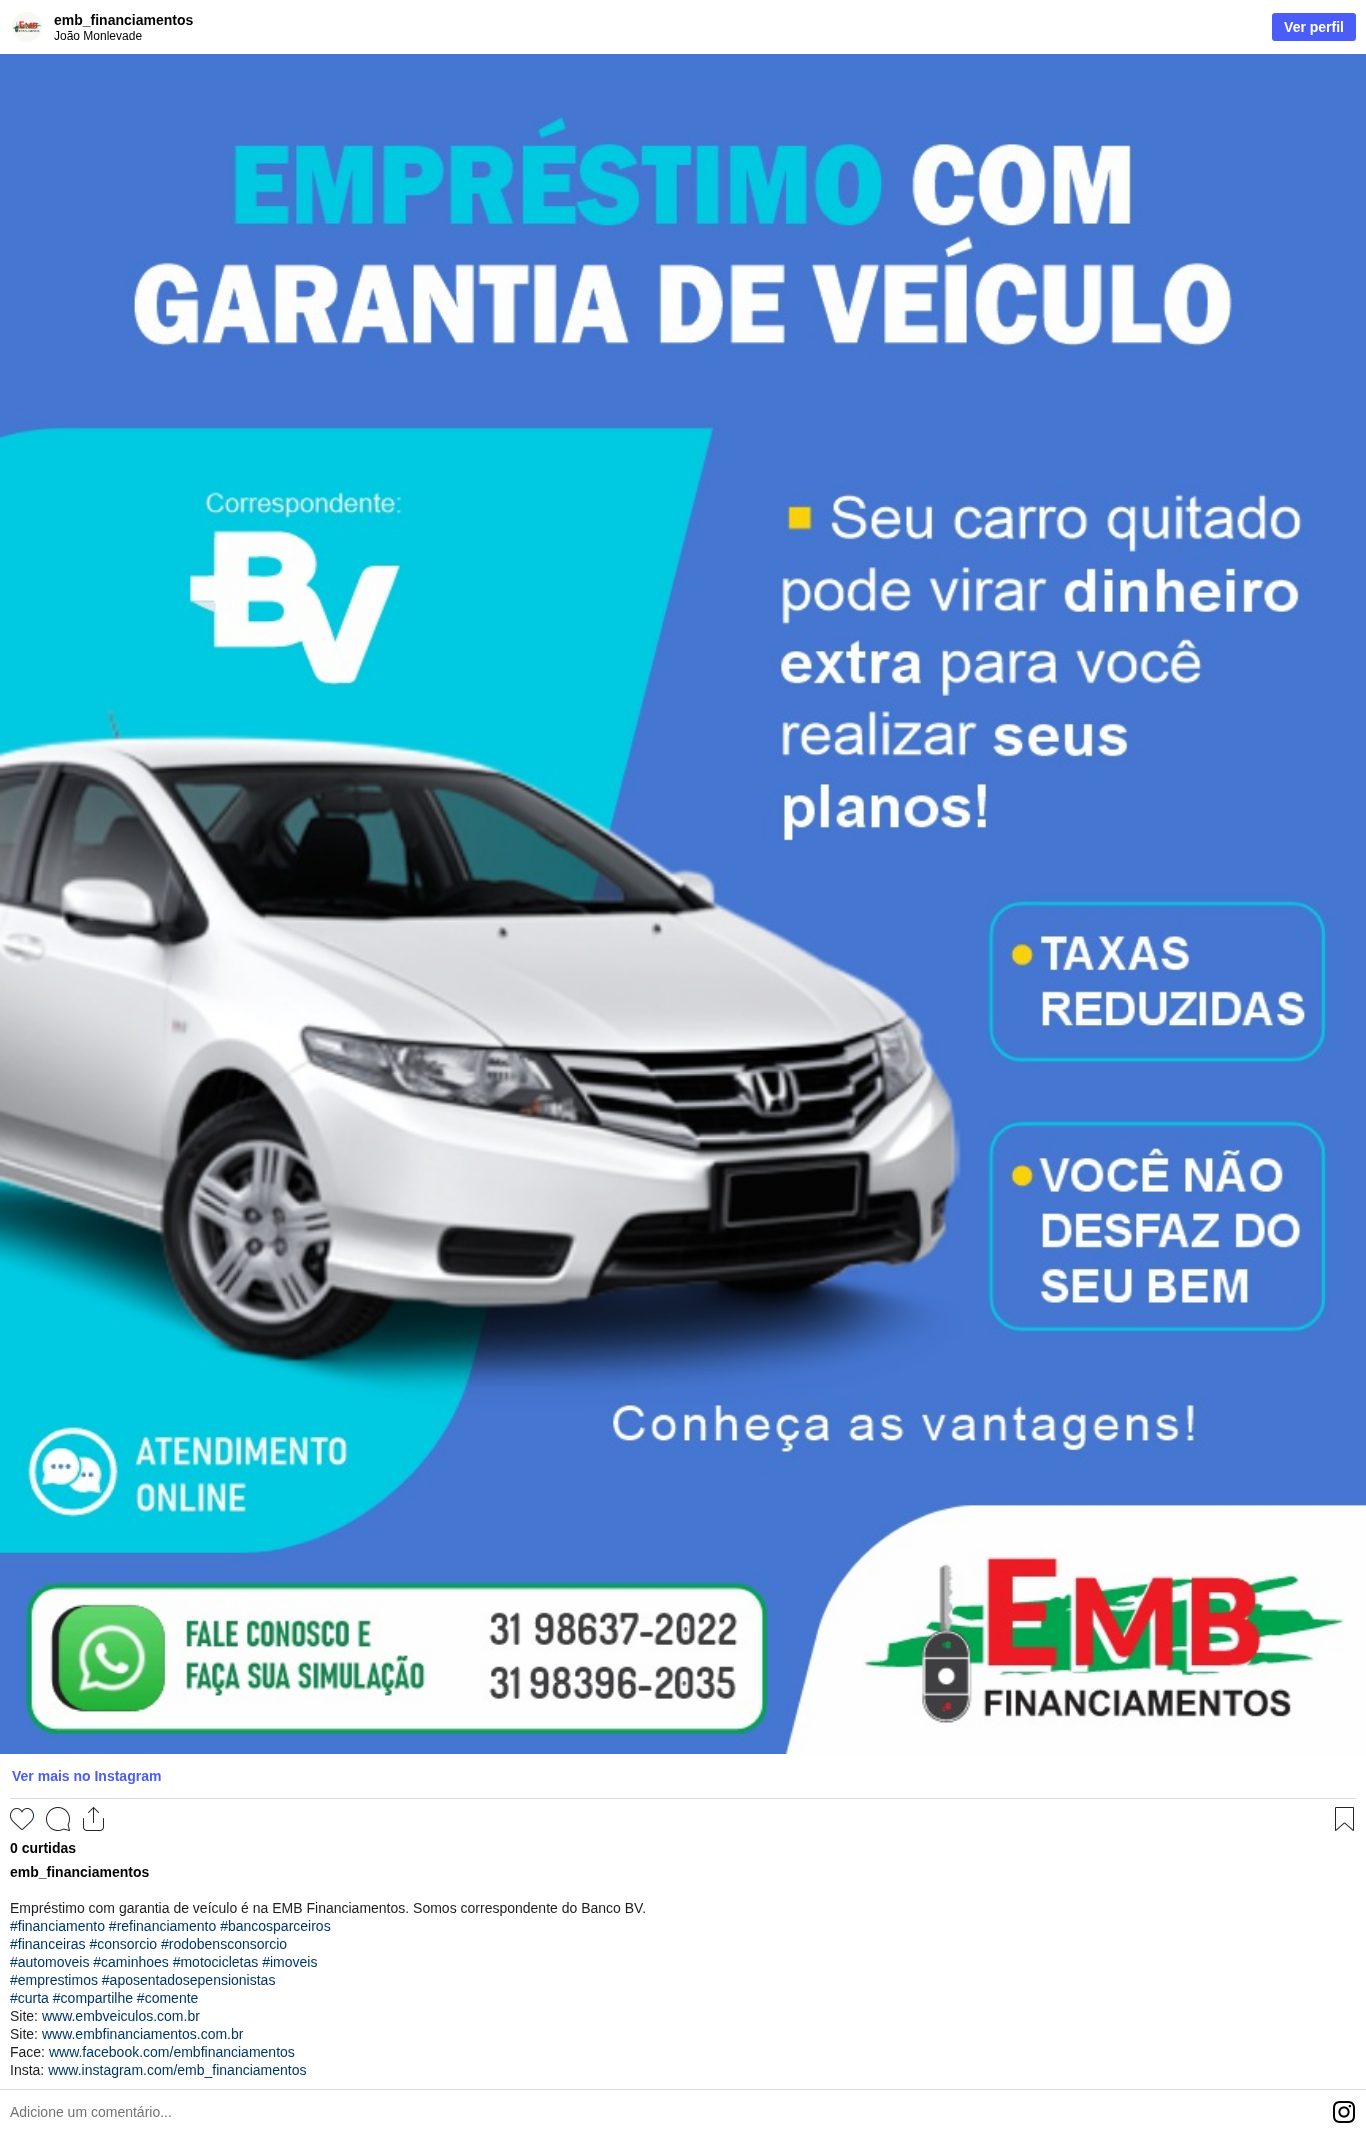 emb_financiamentos
João Monlevade
Ver perfil
EMPRÉSTIMO COM
GARANTIA DE VEÍCULO
Correspondente:
BV
Seu carro quitado
pode virar dinheiro
extra para você
realizar seus
planos!
TAXAS
REDUZIDAS
VOCÊ NÃO
DESFAZ DO
SEU BEM
Conheça as vantagens!
ATENDIMENTO
ONLINE
FALE CONOSCO E
FAÇA SUA SIMULAÇÃO
31 98637-2022
31 98396-2035
EMB
FINANCIAMENTOS
Ver mais no Instagram
0 curtidas
emb_financiamentos
Empréstimo com garantia de veículo é na EMB Financiamentos. Somos correspondente do Banco BV.
#financiamento #refinanciamento #bancosparceiros
#financeiras #consorcio #rodobensconsorcio
#automoveis #caminhoes #motocicletas #imoveis
#emprestimos #aposentadosepensionistas
#curta #compartilhe #comente
Site: www.embveiculos.com.br
Site: www.embfinanciamentos.com.br
Face: www.facebook.com/embfinanciamentos
Insta: www.instagram.com/emb_financiamentos
Adicione um comentário...